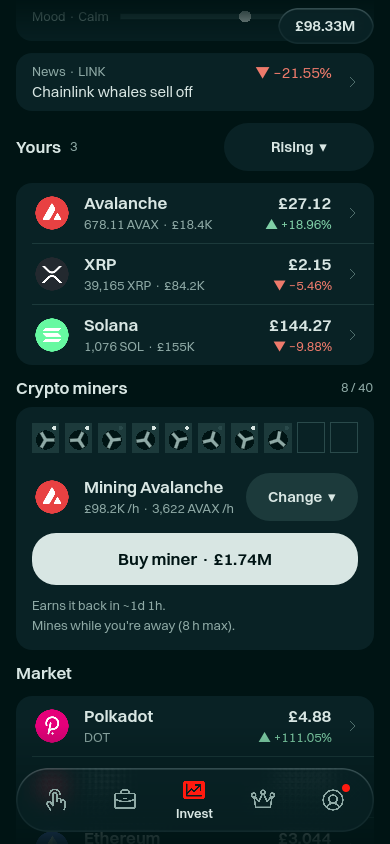 Mood · Calm
£98.33M
News · LINK
▼ −21.55%
Chainlink whales sell off
Yours 3
Rising ▾
Avalanche
£27.12
678.11 AVAX · £18.4K
▲ +18.96%
XRP
£2.15
39,165 XRP · £84.2K
▼ −5.46%
Solana
£144.27
1,076 SOL · £155K
▼ −9.88%
Crypto miners
8 / 40
Mining Avalanche
£98.2K /h · 3,622 AVAX /h
Change ▾
Buy miner · £1.74M
Earns it back in ~1d 1h.
Mines while you're away (8 h max).
Market
Polkadot
£4.88
DOT
▲ +111.05%
Invest
Ethereum
£3,044